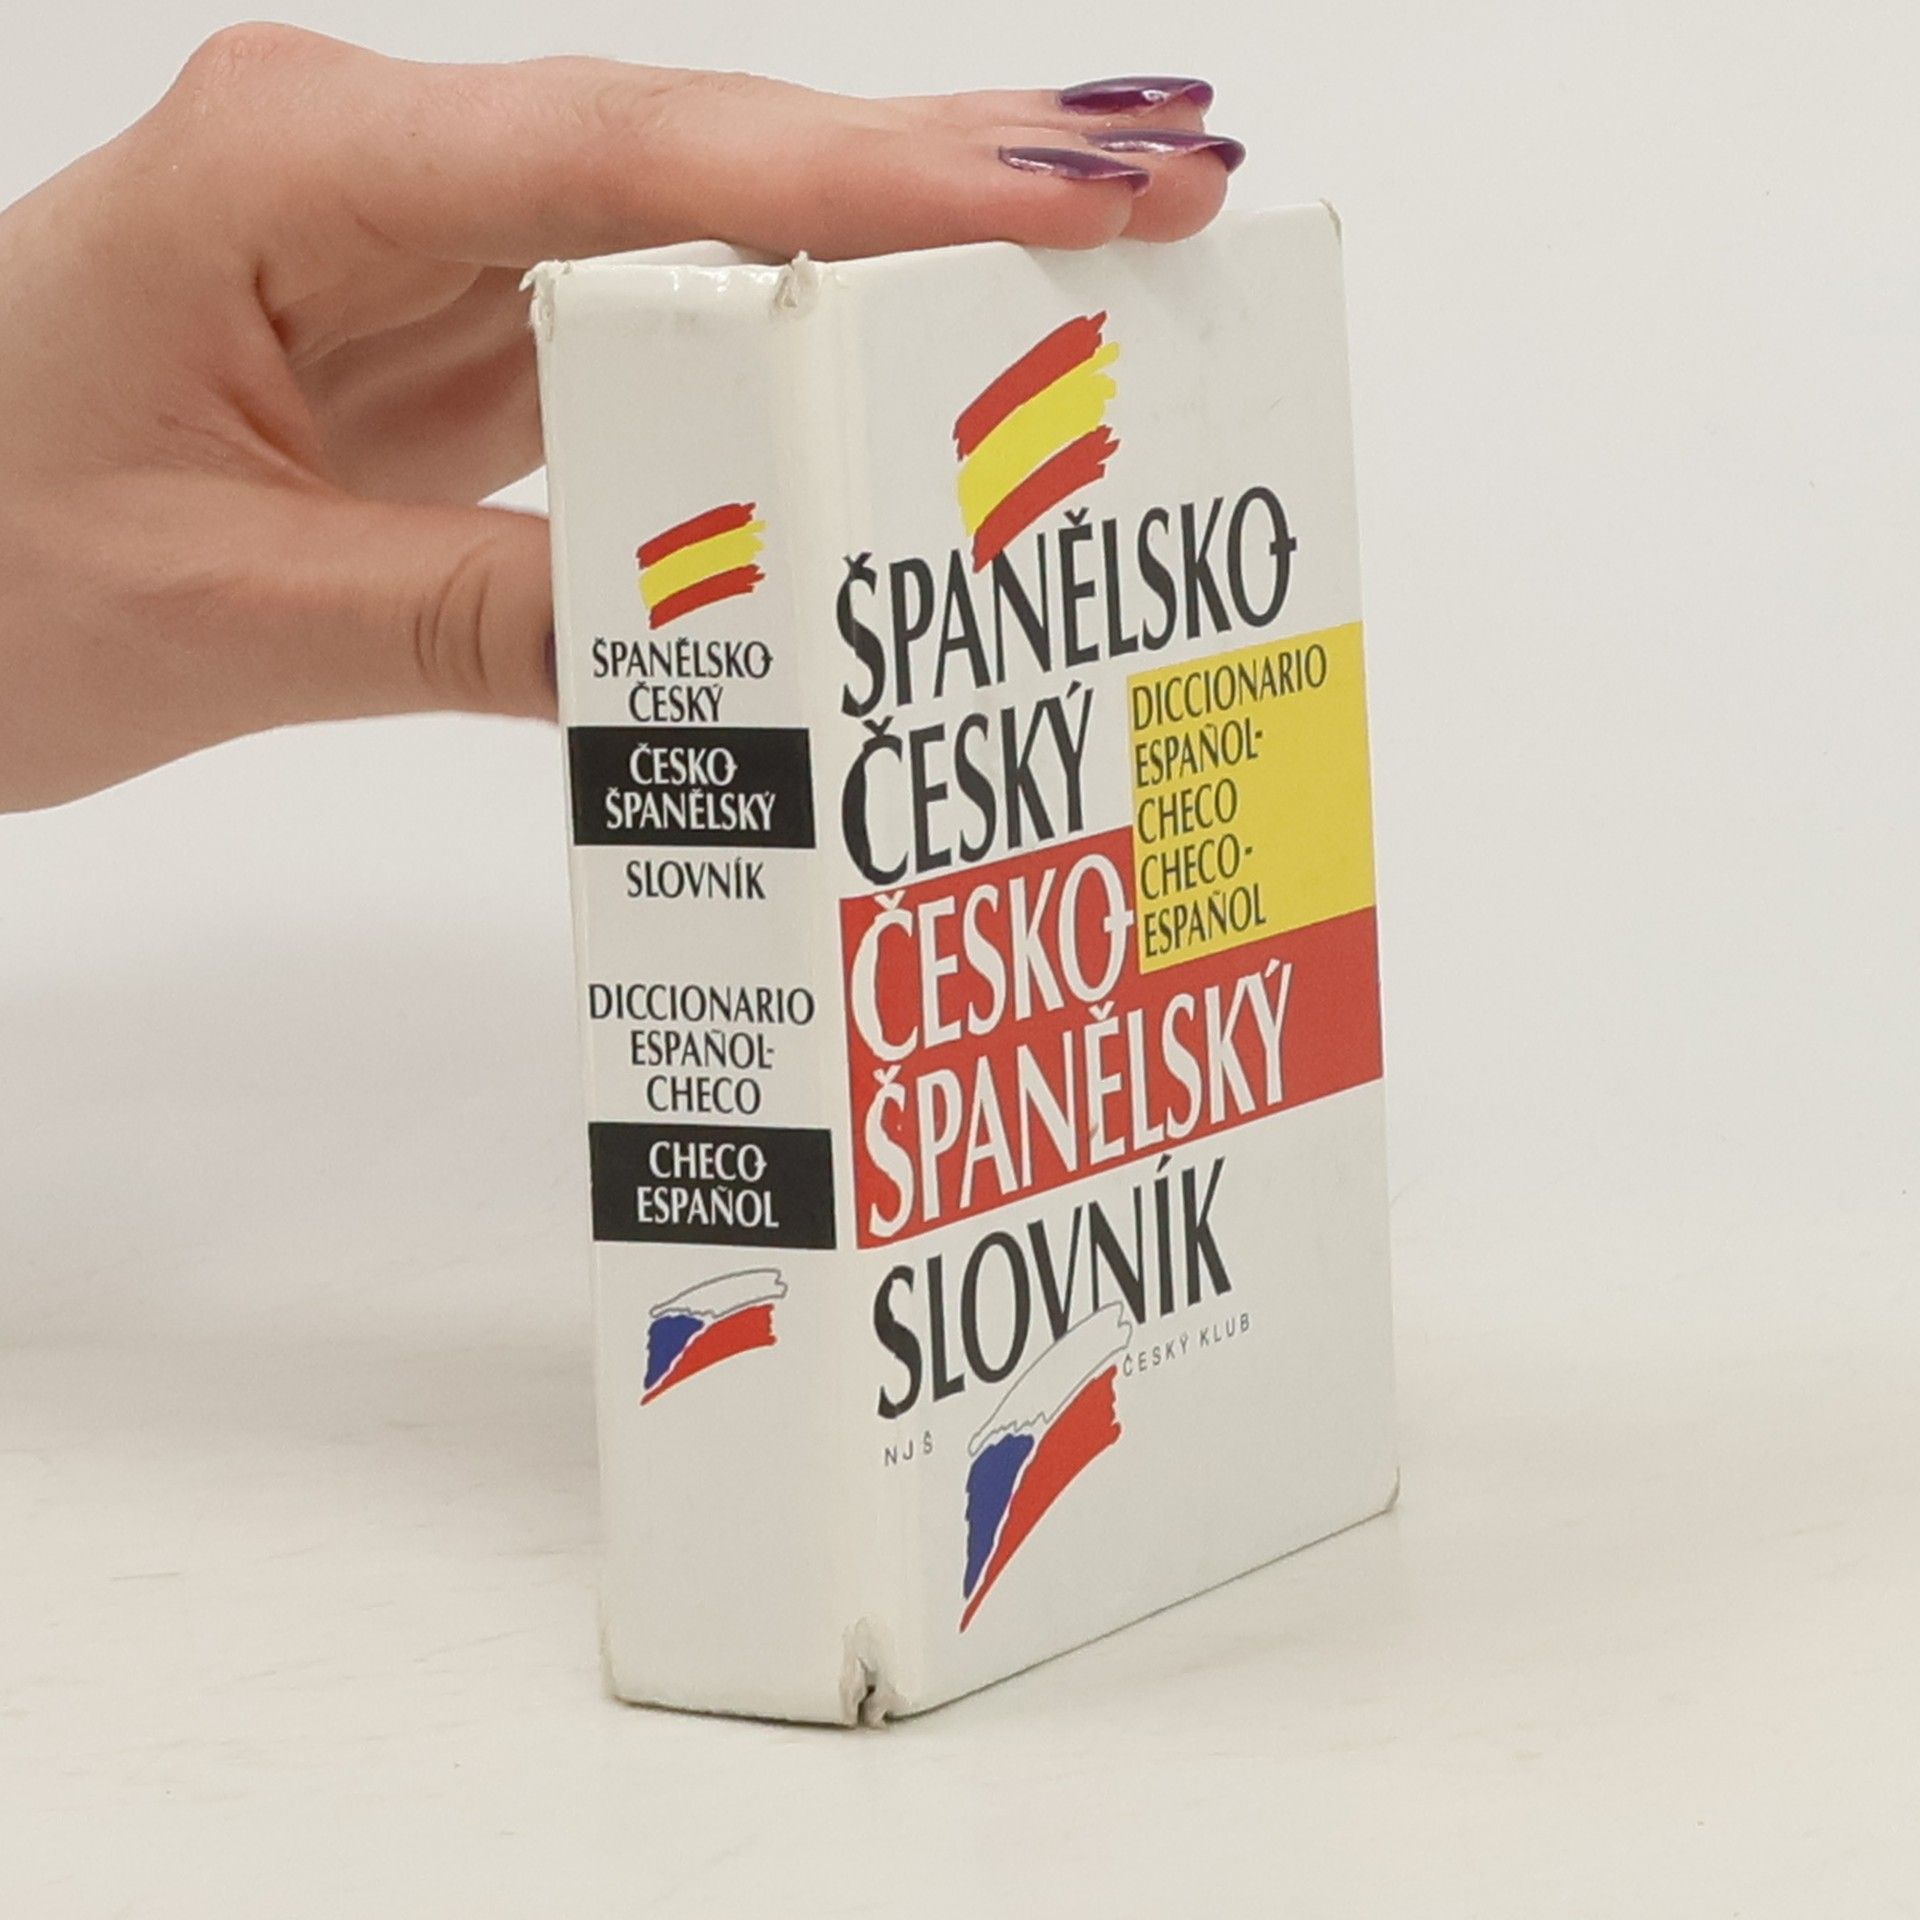 ŠPANĚLSKO-
ČESKÝ
ČESKO-
ŠPANĚLSKÝ
SLOVNÍK
DICCIONARIO
ESPAÑOL-
CHECO
CHECO-
ESPAÑOL
ŠPANĚLSKO-
ČESKÝ
DICCIONARIO
ESPAÑOL-
CHECO
CHECO-
ESPAÑOL
ČESKO-
ŠPANĚLSKÝ
SLOVNÍK
NJŠ
ČESKÝ KLUB